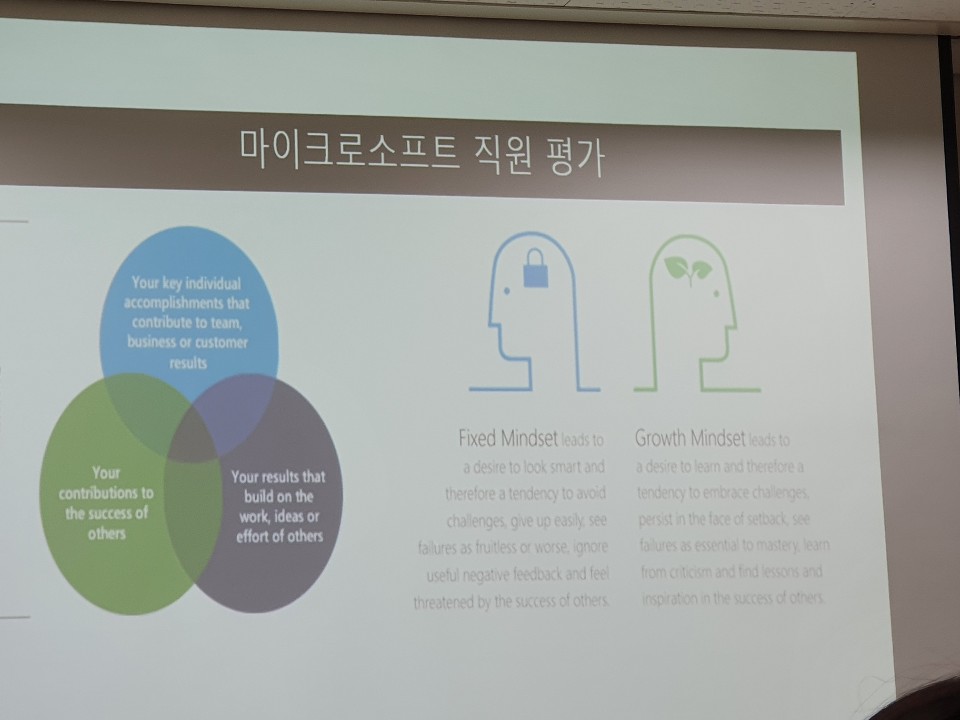 마이크로소프트 직원 평가
Your key individual
accomplishments that
contribute to team,
business or customer
results
Your
contributions to
the success of
others
Your results that
build on the
work, ideas or
effort of others
Fixed Mindset leads to
a desire to look smart and
therefore a tendency to avoid
challenges, give up easily, see
failures as fruitless or worse, ignore
useful negative feedback and feel
threatened by the success of others.
Growth Mindset leads to
a desire to learn and therefore a
tendency to embrace challenges,
persist in the face of setback, see
failures as essential to mastery, learn
from criticism and find lessons and
inspiration in the success of others.